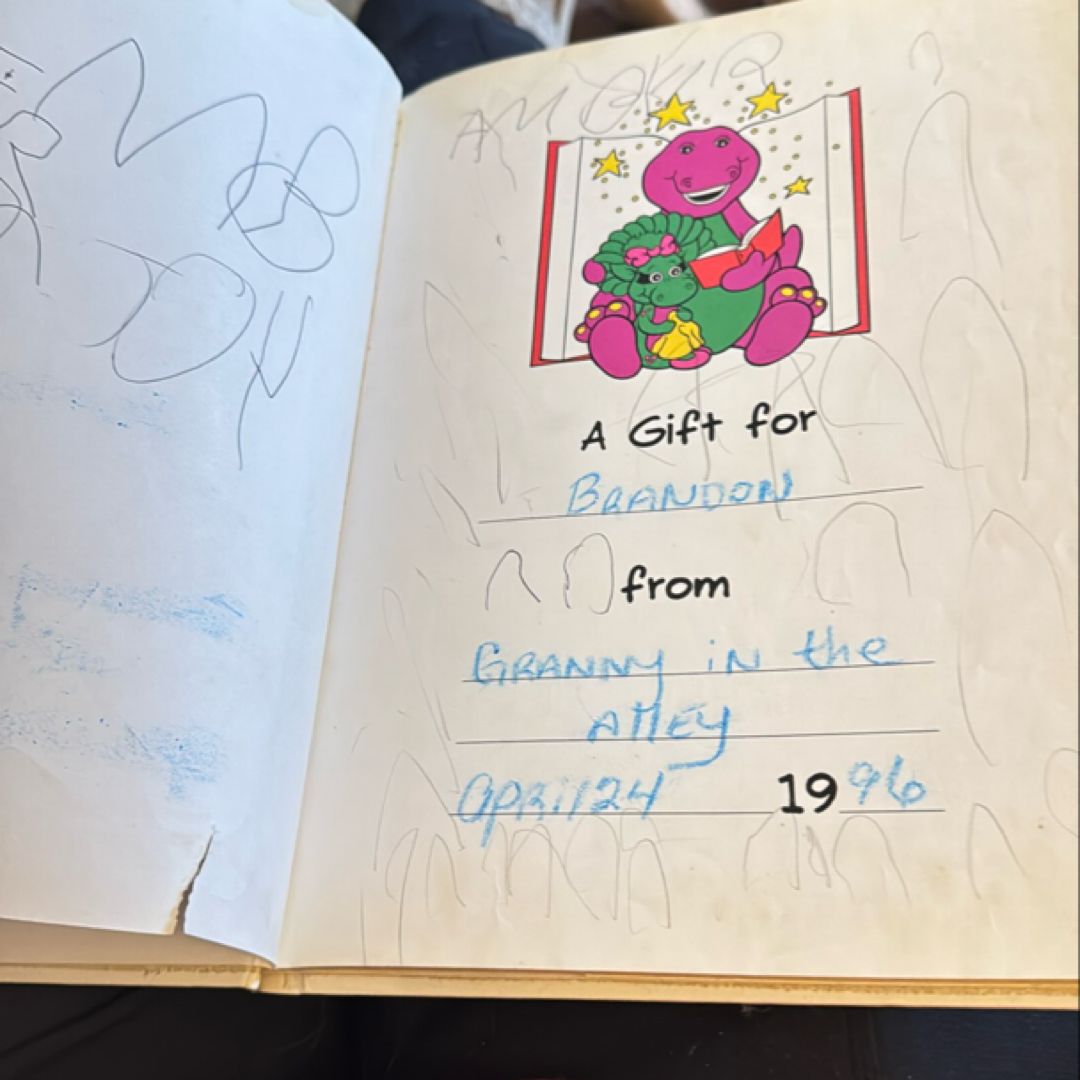 A Gift for
BRANDON
from
GRANNY iN the
AllEy
APRil 24 1996